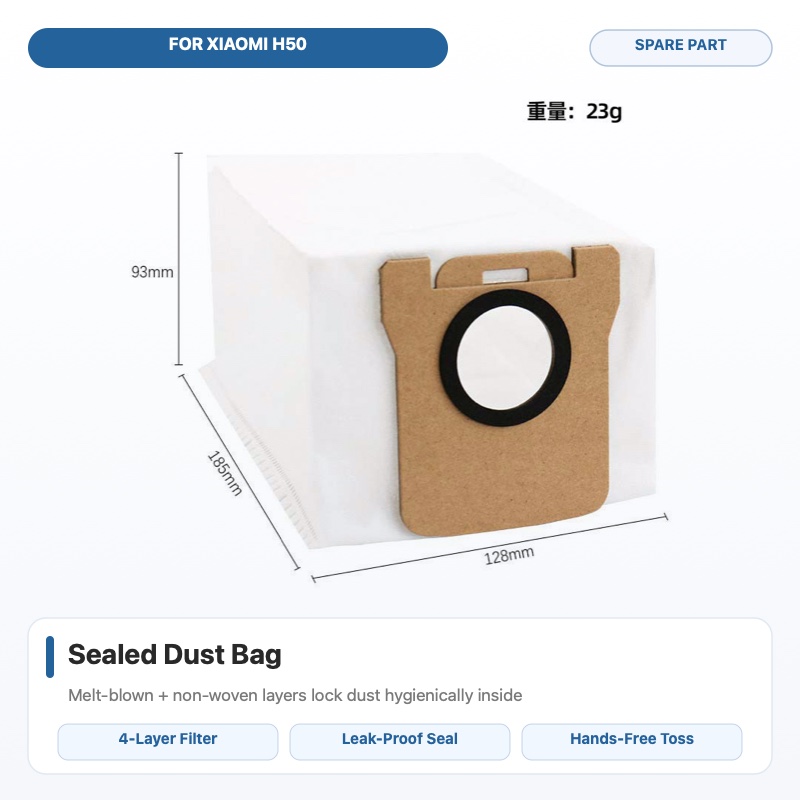 FOR XIAOMI H50
SPARE PART
重量：23g
93mm
185mm
128mm
Sealed Dust Bag
Melt-blown + non-woven layers lock dust hygienically inside
4-Layer Filter
Leak-Proof Seal
Hands-Free Toss